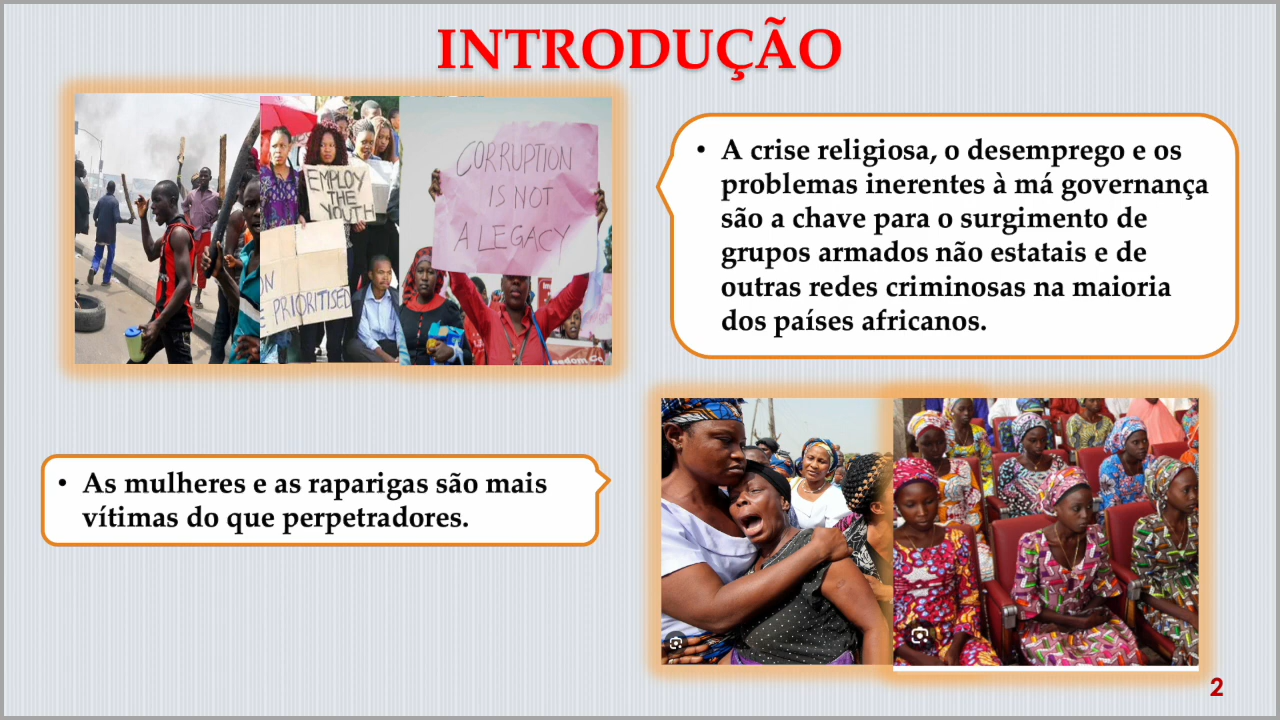 INTRODUÇÃO
EMPLOY
THE
YOUTH
PRIORITISED
CORRUPTION
IS NOT
A LEGACY
• A crise religiosa, o desemprego e os
problemas inerentes à má governança
são a chave para o surgimento de
grupos armados não estatais e de
outras redes criminosas na maioria
dos países africanos.
• As mulheres e as raparigas são mais
vítimas do que perpetradores.
2